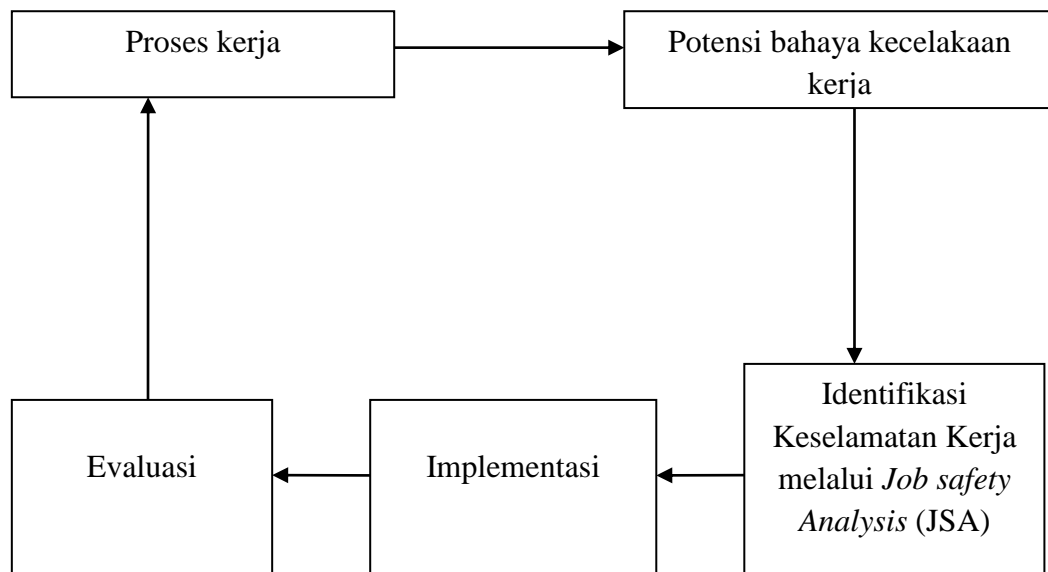 Proses kerja
Potensi bahaya kecelakaan
kerja
Identifikasi
Keselamatan Kerja
melalui Job safety
Analysis (JSA)
Implementasi
Evaluasi